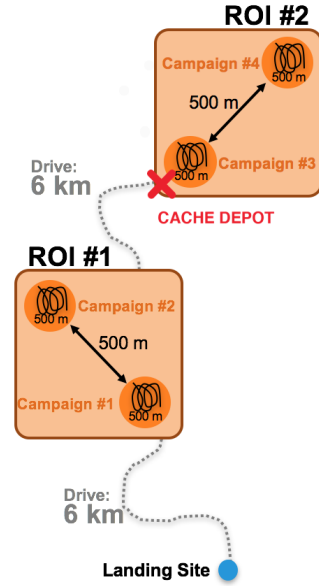 ROI #2
Campaign #4
500 m
500 m
Campaign #3
500 m
Drive:
6 km
CACHE DEPOT
ROI #1
Campaign #2
500 m
500 m
Campaign #1
500 m
Drive:
6 km
Landing Site